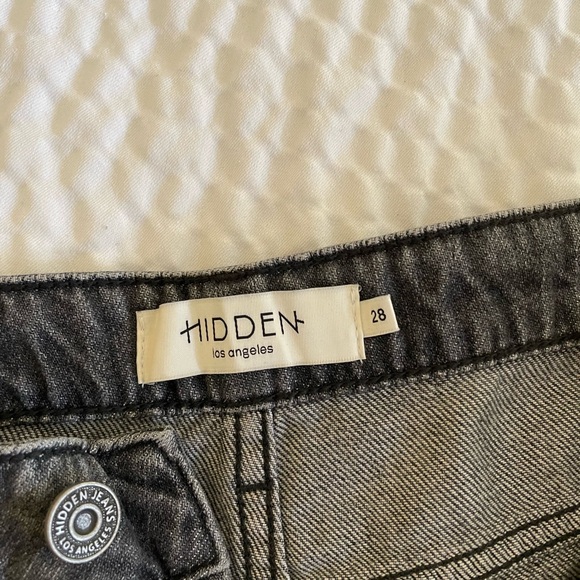 HIDDEN
los angeles
28
HIDDEN JEANS
LOS ANGELES